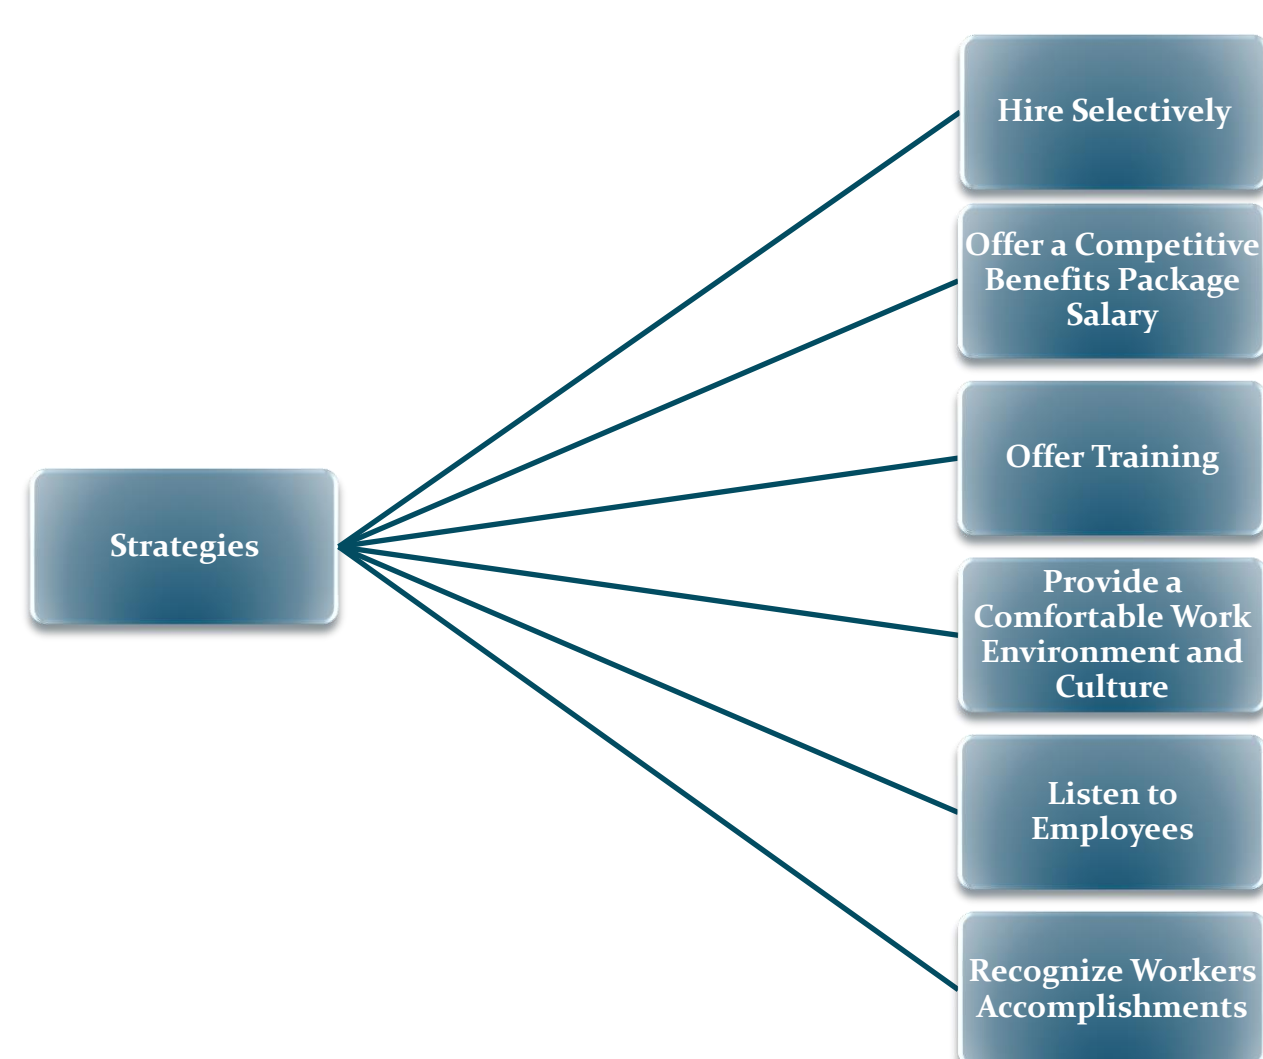 Strategies
Hire Selectively
Offer a Competitive
Benefits Package
Salary
Offer Training
Provide a
Comfortable Work
Environment and
Culture
Listen to
Employees
Recognize Workers
Accomplishments